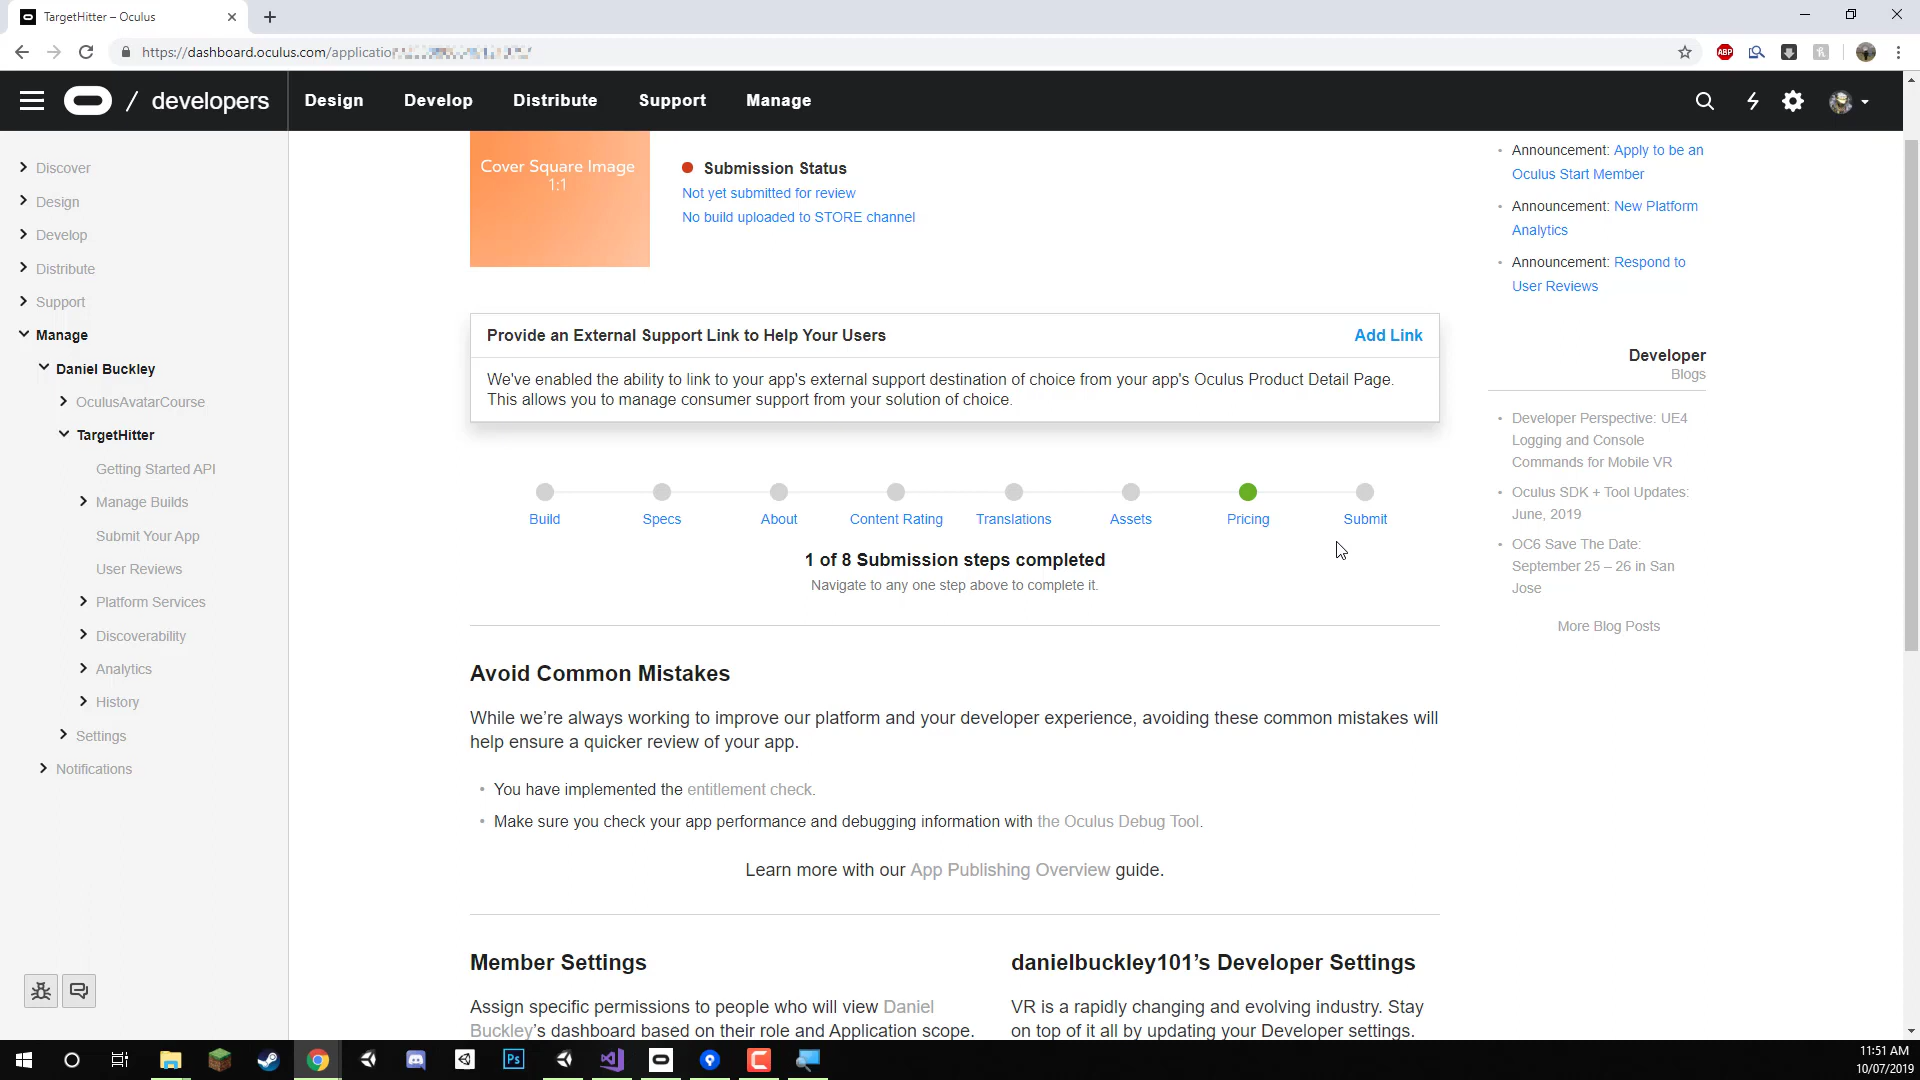 TargetHitter – Oculus
https://dashboard.oculus.com/applicatio
ABP
/ developers
Design
Develop
Distribute
Support
Manage
Discover
Design
Develop
Distribute
Support
Manage
Daniel Buckley
OculusAvatarCourse
TargetHitter
Getting Started API
Manage Builds
Submit Your App
User Reviews
Platform Services
Discoverability
Analytics
History
Settings
Notifications
Cover Square Image
1:1
Submission Status
Not yet submitted for review
No build uploaded to STORE channel
Provide an External Support Link to Help Your Users
Add Link
We've enabled the ability to link to your app's external support destination of choice from your app's Oculus Product Detail Page.
This allows you to manage consumer support from your solution of choice.
Build
Specs
About
Content Rating
Translations
Assets
Pricing
Submit
1 of 8 Submission steps completed
Navigate to any one step above to complete it.
Avoid Common Mistakes
While we’re always working to improve our platform and your developer experience, avoiding these common mistakes will
help ensure a quicker review of your app.
• You have implemented the entitlement check.
• Make sure you check your app performance and debugging information with the Oculus Debug Tool.
Learn more with our App Publishing Overview guide.
Member Settings
Assign specific permissions to people who will view Daniel
Buckley’s dashboard based on their role and Application scope.
danielbuckley101’s Developer Settings
VR is a rapidly changing and evolving industry. Stay
on top of it all by updating your Developer settings.
• Announcement: Apply to be an
Oculus Start Member
• Announcement: New Platform
Analytics
• Announcement: Respond to
User Reviews
Developer
Blogs
• Developer Perspective: UE4
Logging and Console
Commands for Mobile VR
• Oculus SDK + Tool Updates:
June, 2019
• OC6 Save The Date:
September 25 – 26 in San
Jose
More Blog Posts
Ps
11:51 AM
10/07/2019